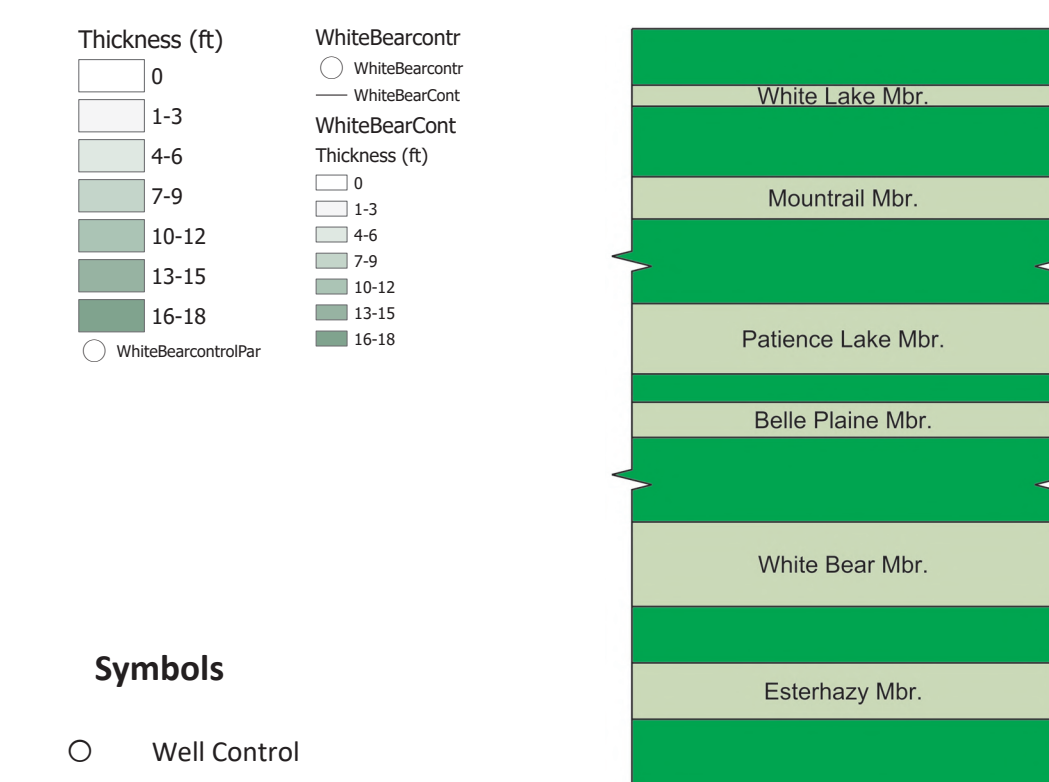 Thickness (ft)
0
1-3
4-6
7-9
10-12
13-15
16-18
WhiteBearcontrolPar
WhiteBearcontr
WhiteBearcontr
WhiteBearCont
WhiteBearCont
Thickness (ft)
0
1-3
4-6
7-9
10-12
13-15
16-18
Symbols
Well Control
White Lake Mbr.
Mountrail Mbr.
Patience Lake Mbr.
Belle Plaine Mbr.
White Bear Mbr.
Esterhazy Mbr.